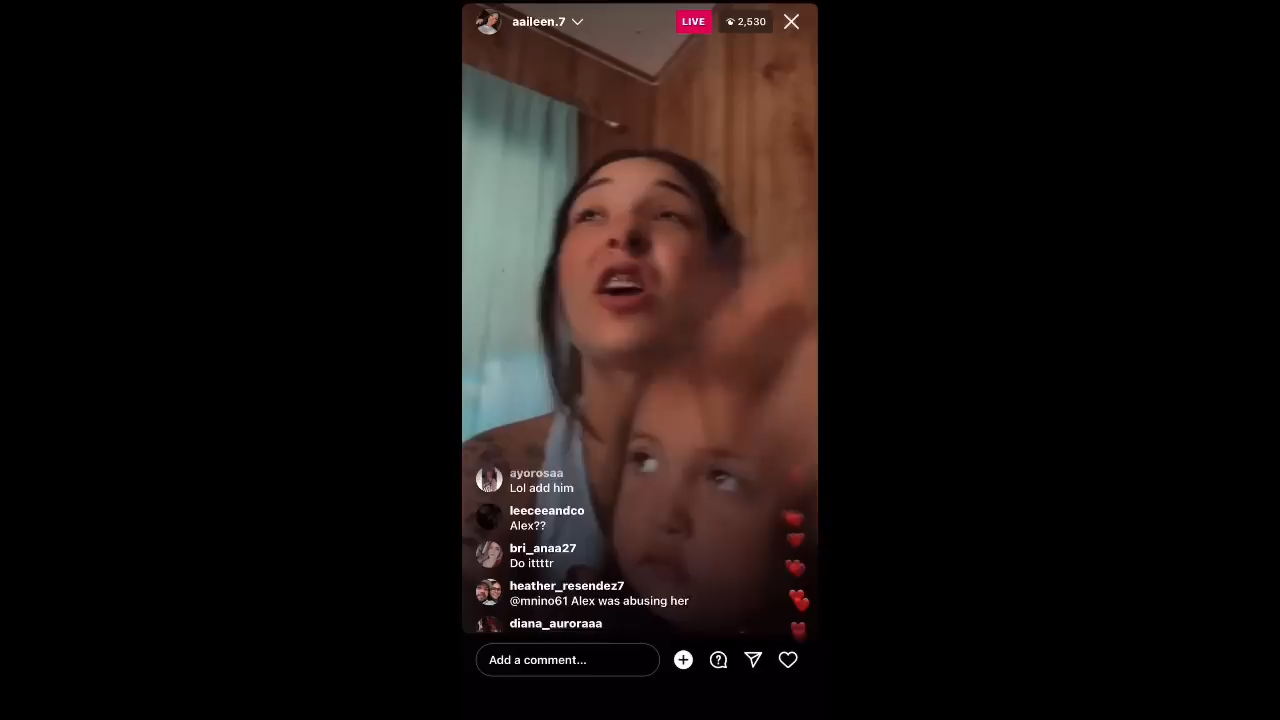 aaileen.7
LIVE
2,530
ayorosaa
Lol add him
leeceeandco
Alex??
bri_anaa27
Do ittttr
heather_resendez7
@mnino61 Alex was abusing her
diana_auroraaa
Add a comment...